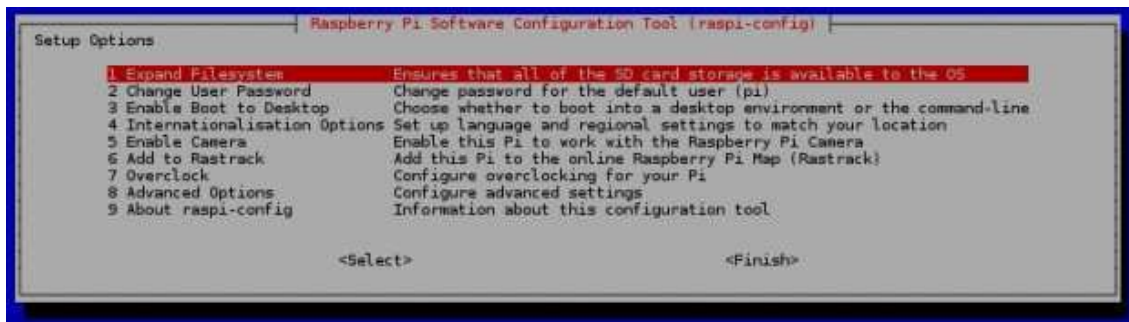 Raspberry Pi Software Configuration Tool (raspi-config)
Setup Options
1 Expand Filesystem Ensures that all of the SD card storage is available to the OS
2 Change User Password Change password for the default user (pi)
3 Enable Boot to Desktop Choose whether to boot into a desktop environment or the command-line
4 Internationalisation Options Set up language and regional settings to match your location
5 Enable Camera Enable this Pi to work with the Raspberry Pi Camera
6 Add to Rastrack Add this Pi to the online Raspberry Pi Map (Rastrack)
7 Overclock Configure overclocking for your Pi
8 Advanced Options Configure advanced settings
9 About raspi-config Information about this configuration tool
<Select> <Finish>